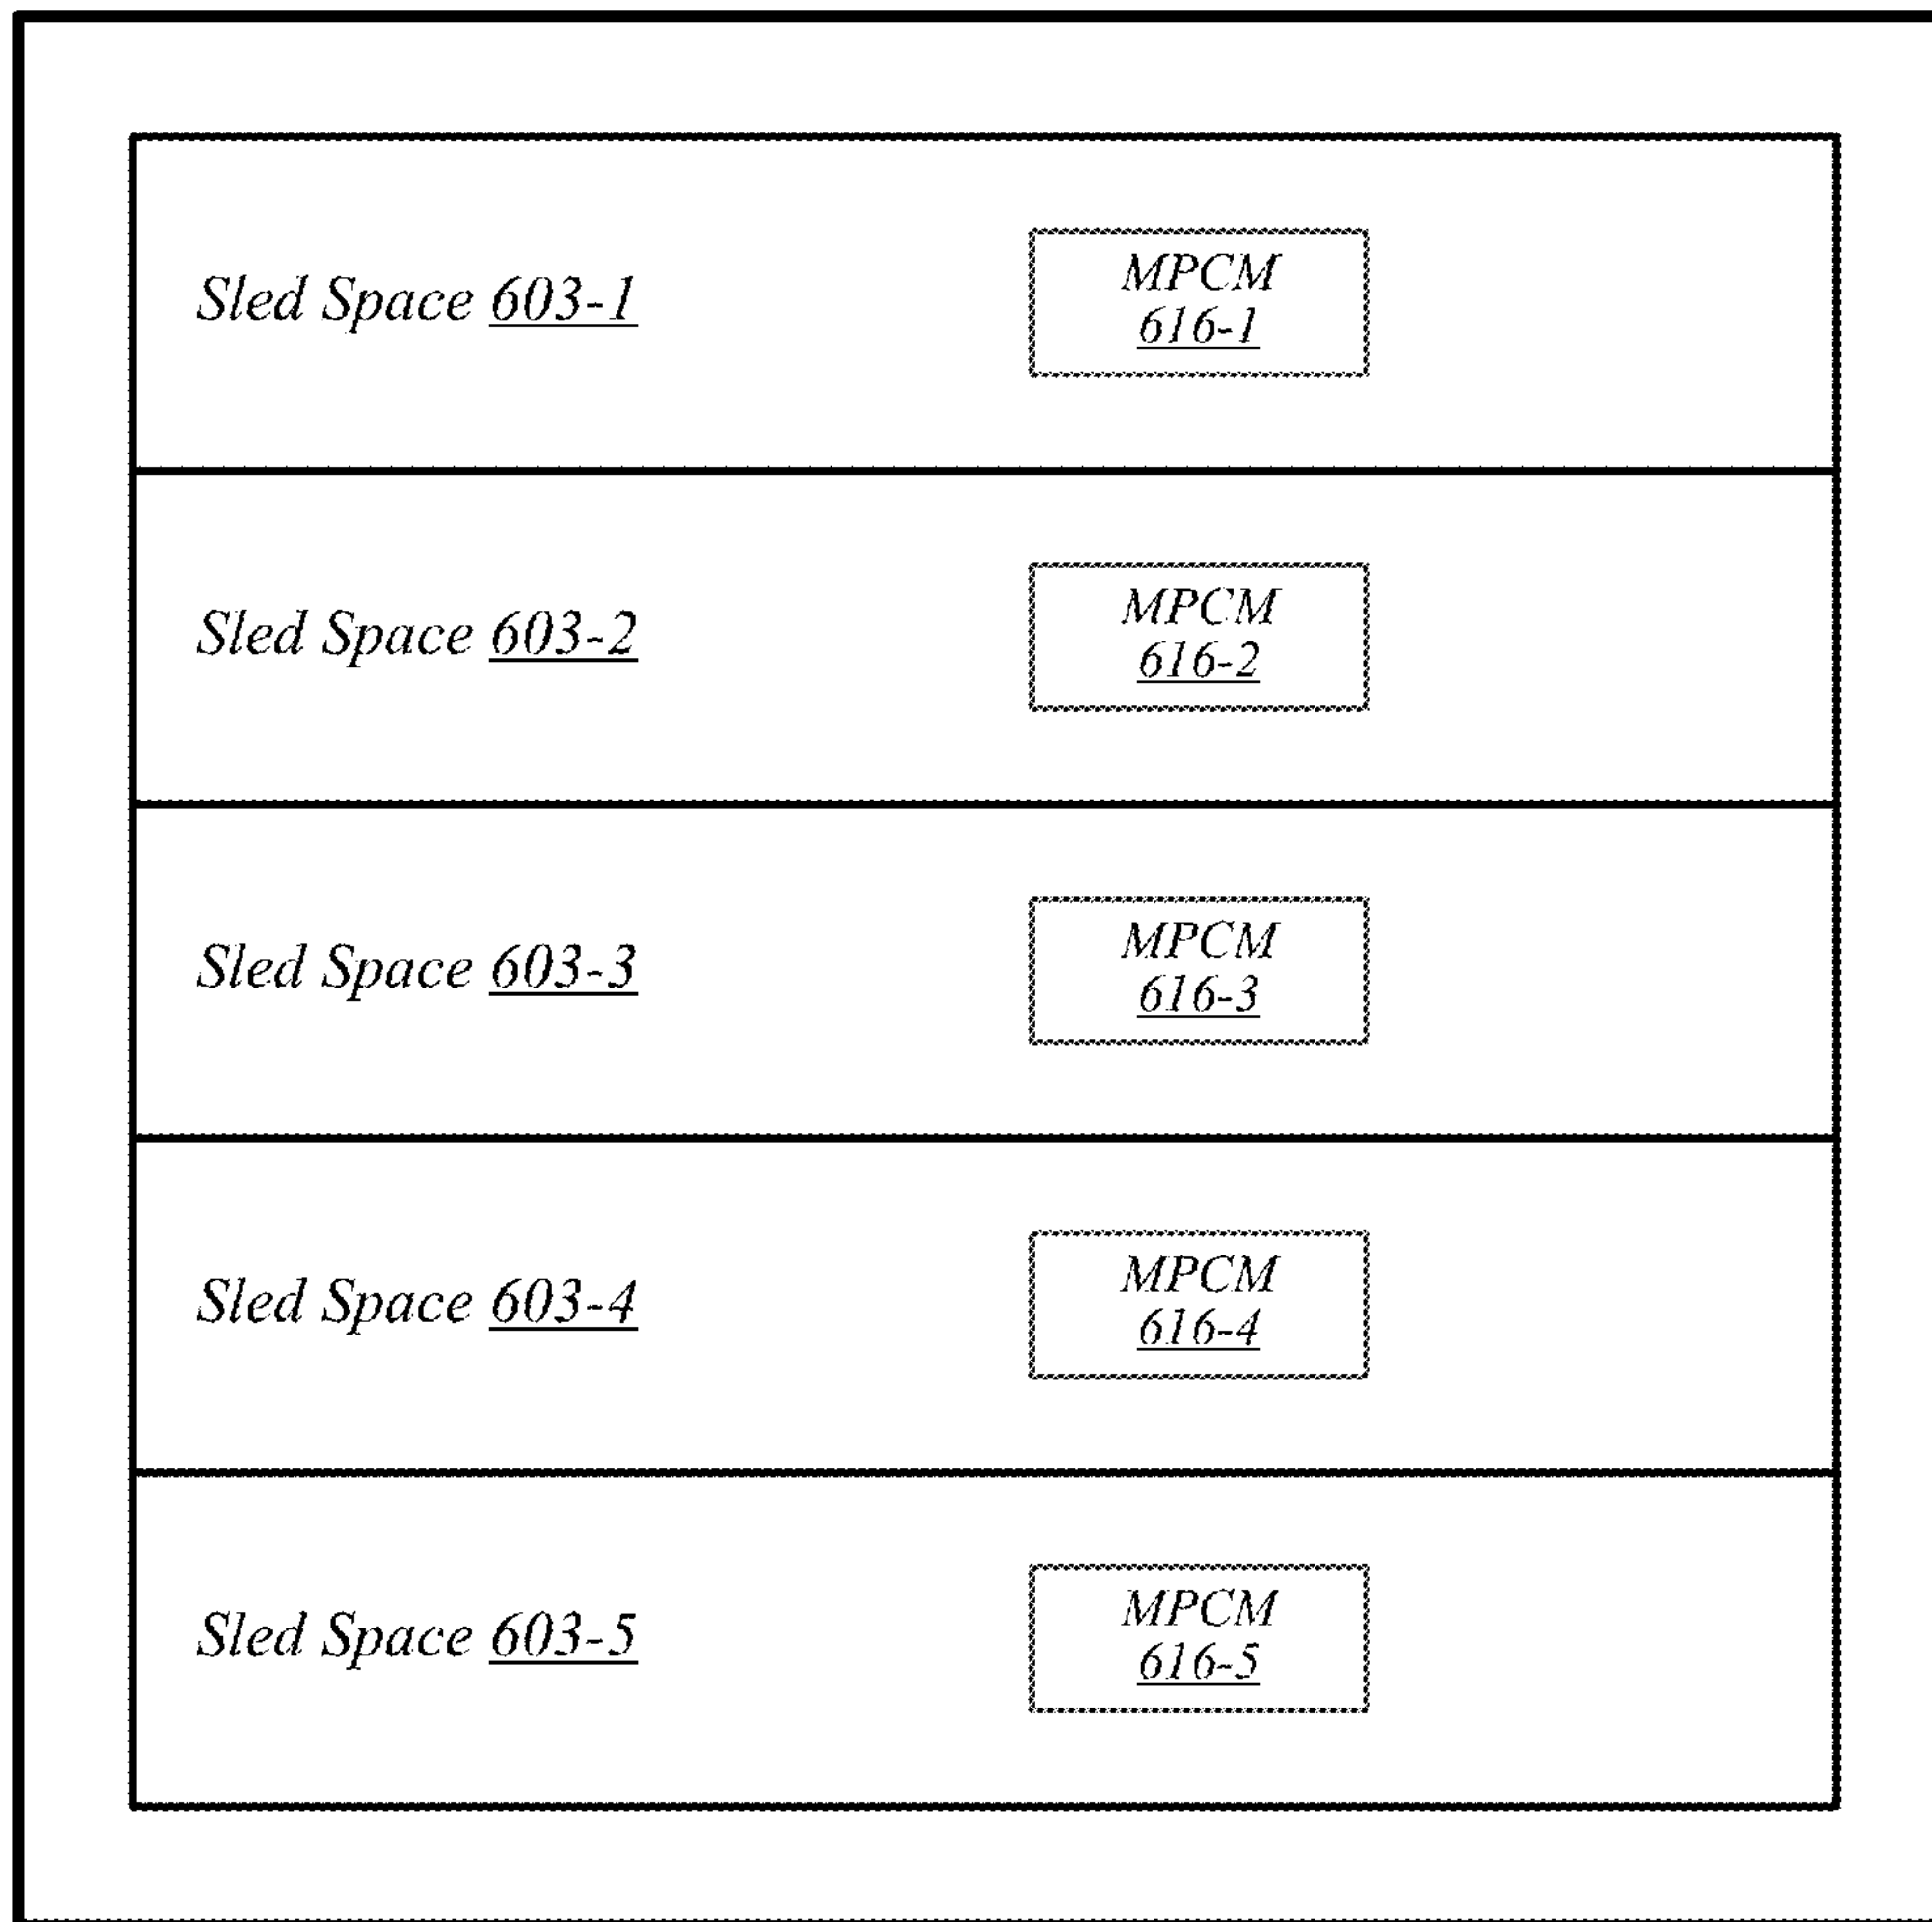 Sled Space 603-1
MPCM
616-1
Sled Space 603-2
MPCM
616-2
Sled Space 603-3
MPCM
616-3
Sled Space 603-4
MPCM
616-4
Sled Space 603-5
MPCM
616-5